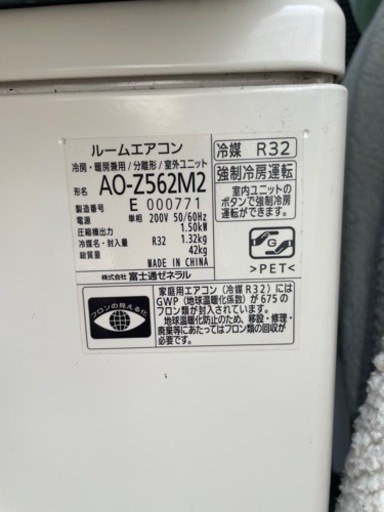 ルームエアコン
冷房・暖房兼用/分離形/室外ユニット
形名 AO-Z562M2
製造番号 E 000771
電源 単相 200V 50/60Hz
圧縮機出力 1.50kW
冷媒名・封入量 R32 1.32kg
総質量 42kg
MADE IN CHINA
株式会社 富士通ゼネラル
冷媒 R32
強制冷房運転
室内ユニットの
ボタンで強制冷房
運転ができます。
G
>PET<
フロンの見える化
家庭用エアコン(冷媒R32)には
GWP(地球温暖化係数)が675の
フロン類が封入されています。
地球温暖化防止のため、移設・修理・
廃棄等にあたってはフロン類の回収が
必要です。